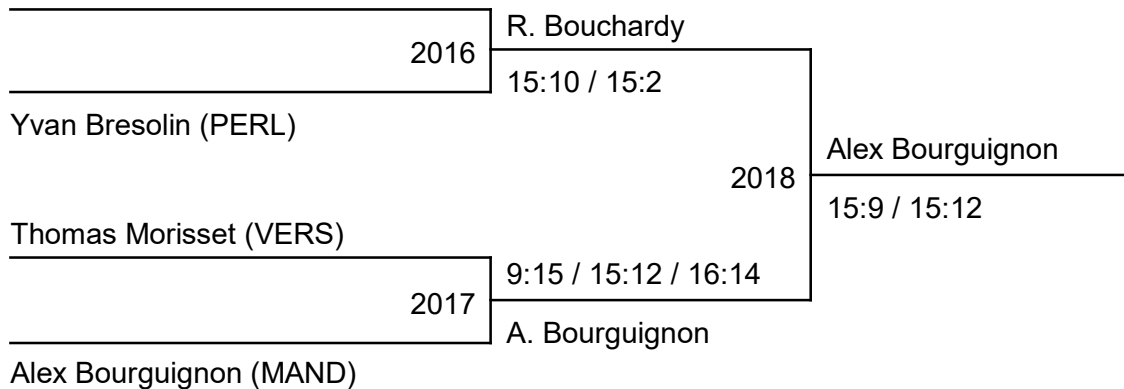 R. Bouchardy
2016
15:10 / 15:2
Yvan Bresolin (PERL)
Alex Bourguignon
2018
15:9 / 15:12
Thomas Morisset (VERS)
9:15 / 15:12 / 16:14
2017
A. Bourguignon
Alex Bourguignon (MAND)